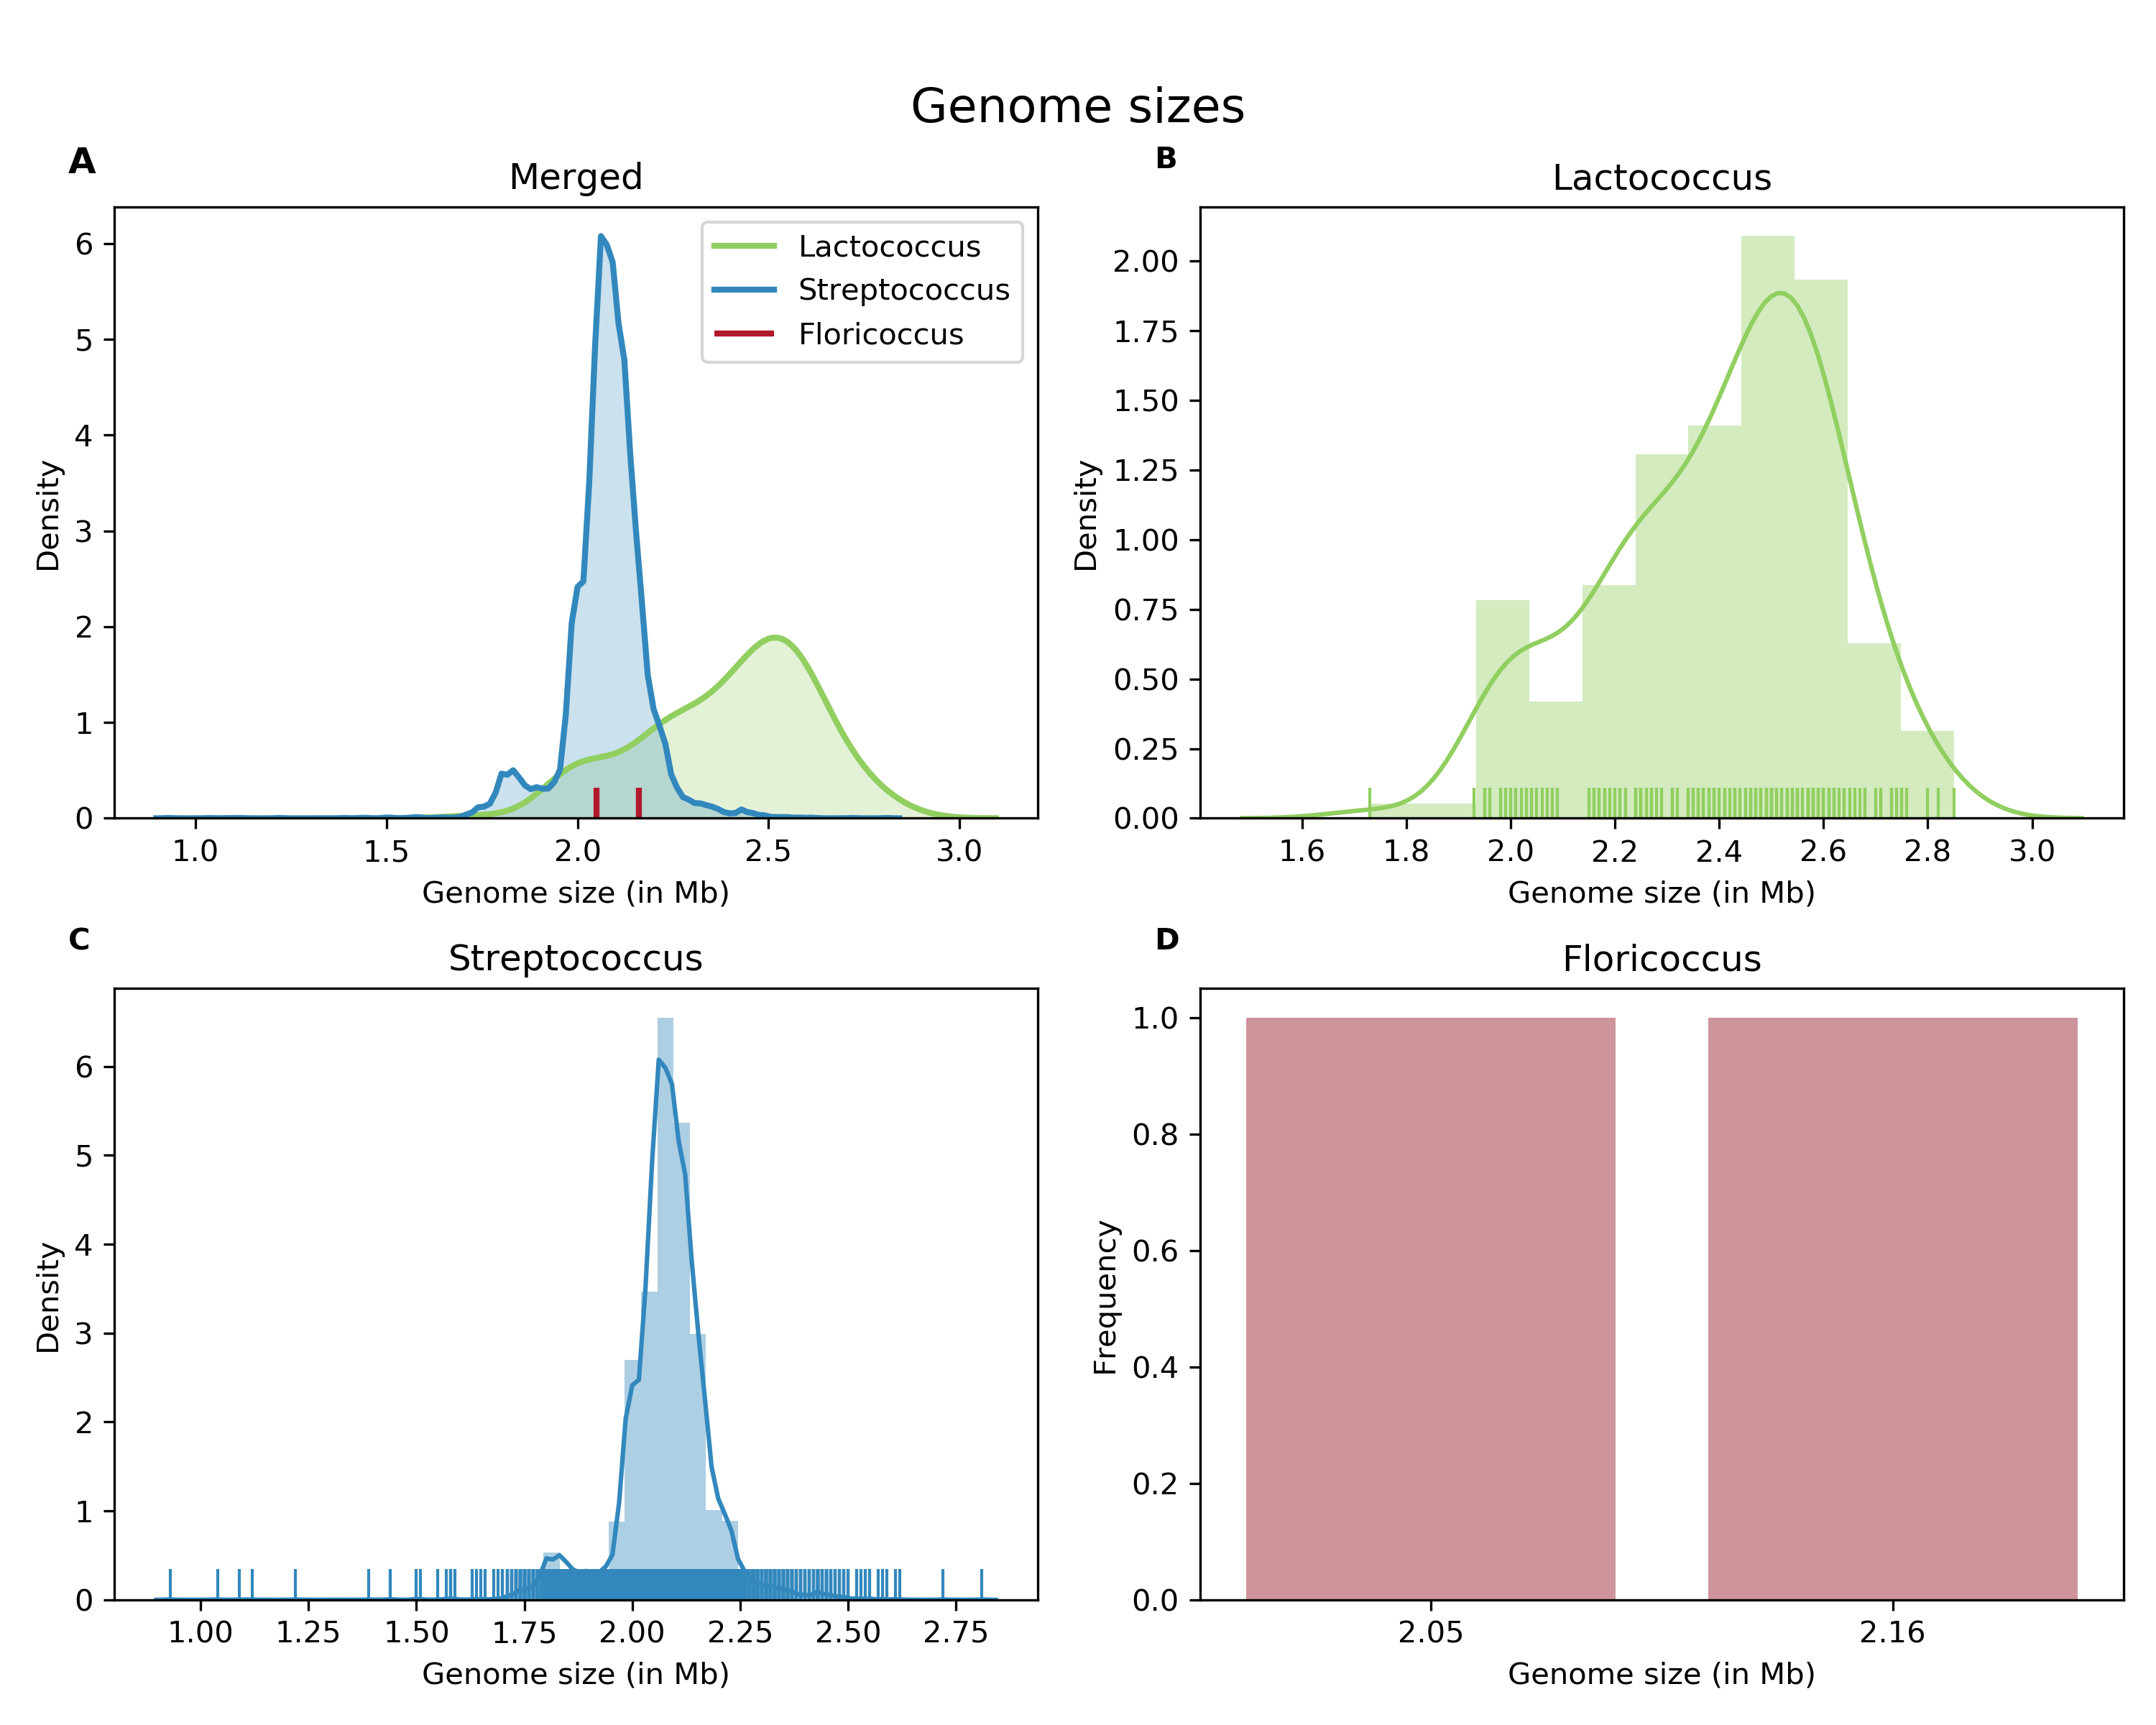 Genome sizes
A
Merged
6
5
4
3
2
1
0
Density
Lactococcus
Streptococcus
Floricoccus
1.0 1.5 2.0 2.5 3.0
Genome size (in Mb)
B
Lactococcus
2.00
1.75
1.50
1.25
1.00
0.75
0.50
0.25
0.00
Density
1.6 1.8 2.0 2.2 2.4 2.6 2.8 3.0
Genome size (in Mb)
C
Streptococcus
6
5
4
3
2
1
0
Density
1.00 1.25 1.50 1.75 2.00 2.25 2.50 2.75
Genome size (in Mb)
D
Floricoccus
1.0
0.8
0.6
0.4
0.2
0.0
Frequency
2.05 2.16
Genome size (in Mb)